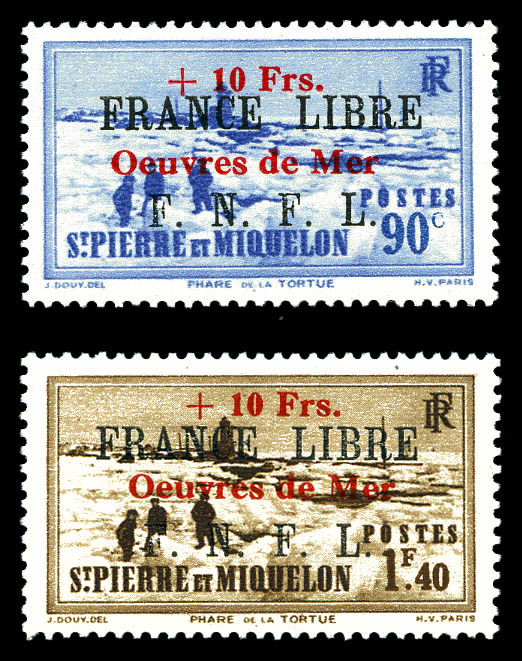 RF
+ 10 Frs.
FRANCE LIBRE
Oeuvres de Mer
POSTES
F. N. F. L.
90c
ST PIERRE ET MIQUELON
J.DOUY.DEL PHARE DE LA TORTUE H.V.PARIS
RF
+ 10 Frs.
FRANCE LIBRE
Oeuvres de Mer
F. N. F. L.
POSTES
1.F40
ST PIERRE ET MIQUELON
J.DOUY.DEL PHARE DE LA TORTUE H.V.PARIS